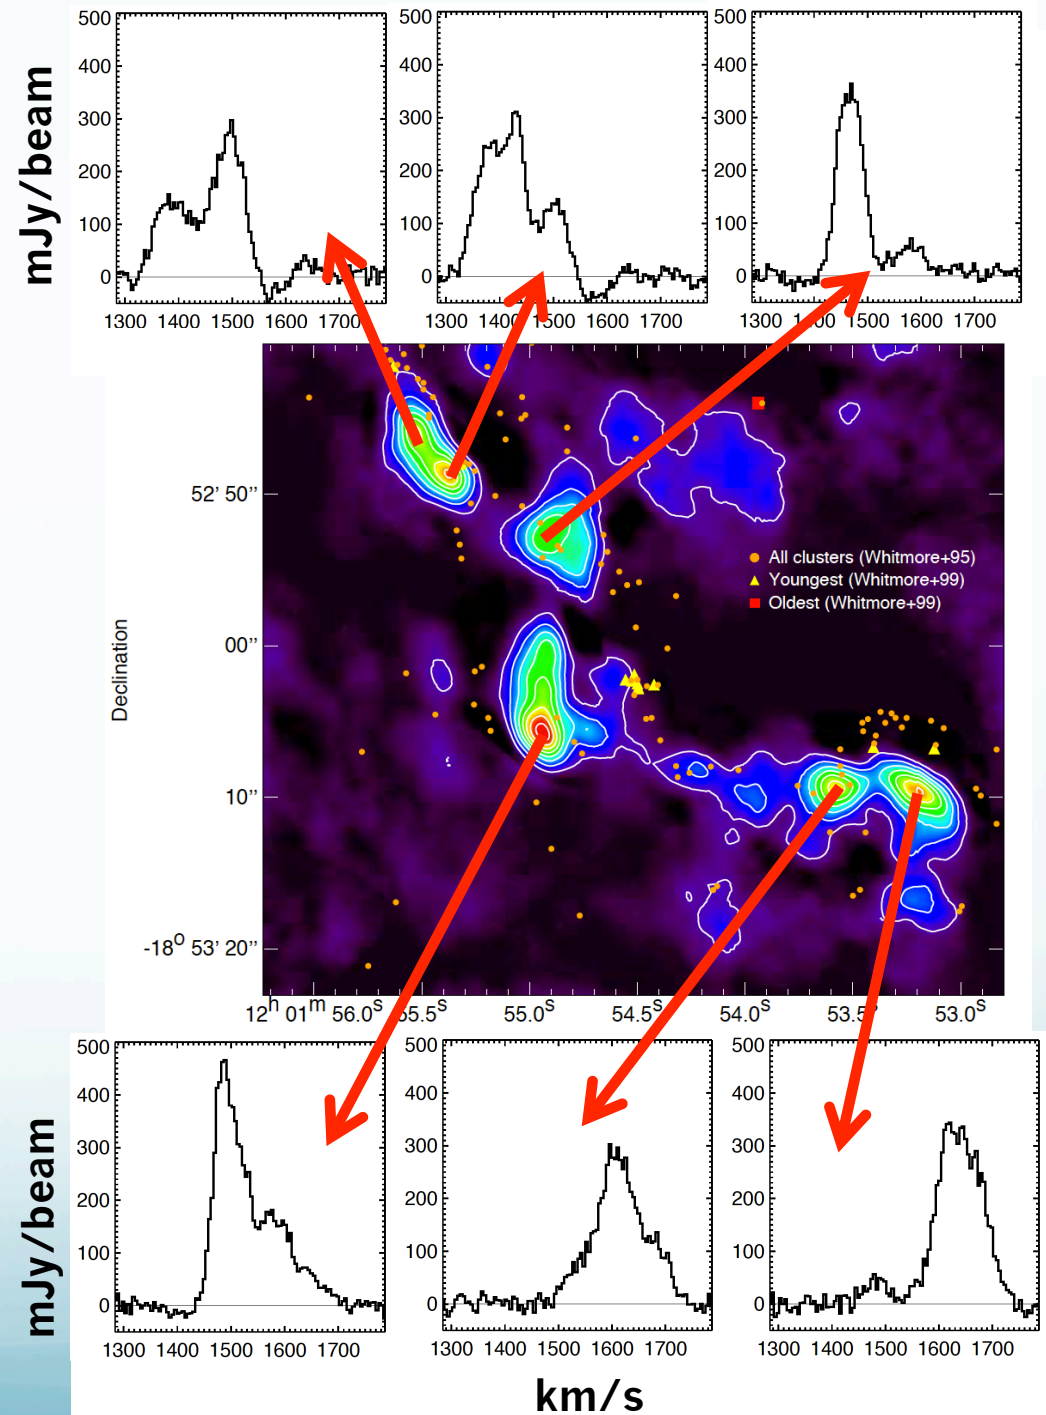 mJy/beam
500 400 300 200 100 0
1300 1400 1500 1600 1700
500 400 300 200 100 0
1300 1400 1500 1600 1700
500 400 300 200 100 0
1300 1400 1500 1600 1700
Declination
52' 50''
00''
10''
-18o 53' 20''
All clusters (Whitmore+95)
Youngest (Whitmore+99)
Oldest (Whitmore+99)
12h 01m 56.0s 55.5s 55.0s 54.5s 54.0s 53.5s 53.0s
mJy/beam
500 400 300 200 100 0
1300 1400 1500 1600 1700
500 400 300 200 100 0
1300 1400 1500 1600 1700
500 400 300 200 100 0
1300 1400 1500 1600 1700
km/s